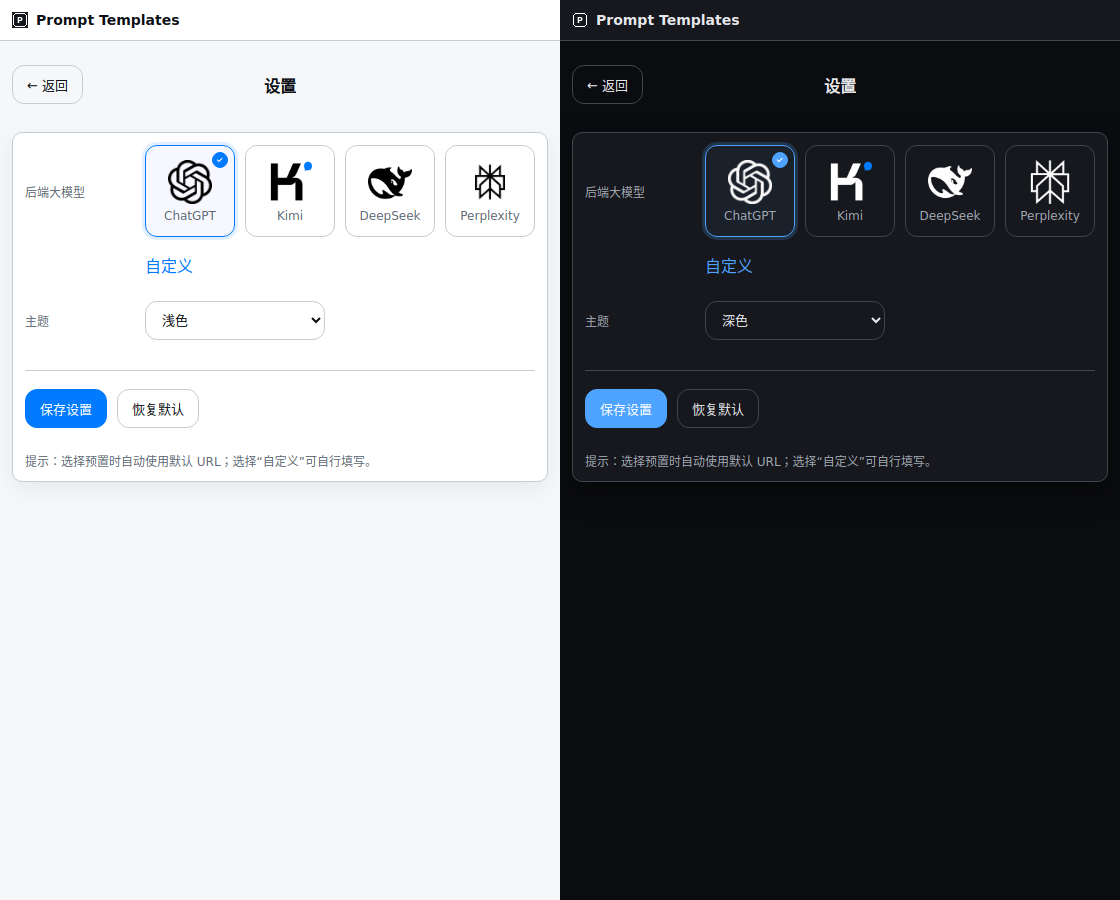 P Prompt Templates
← 返回
设置
后端大模型
ChatGPT
Kimi
DeepSeek
Perplexity
自定义
主题
浅色
保存设置
恢复默认
提示：选择预置时自动使用默认 URL；选择“自定义”可自行填写。
P Prompt Templates
← 返回
设置
后端大模型
ChatGPT
Kimi
DeepSeek
Perplexity
自定义
主题
深色
保存设置
恢复默认
提示：选择预置时自动使用默认 URL；选择“自定义”可自行填写。